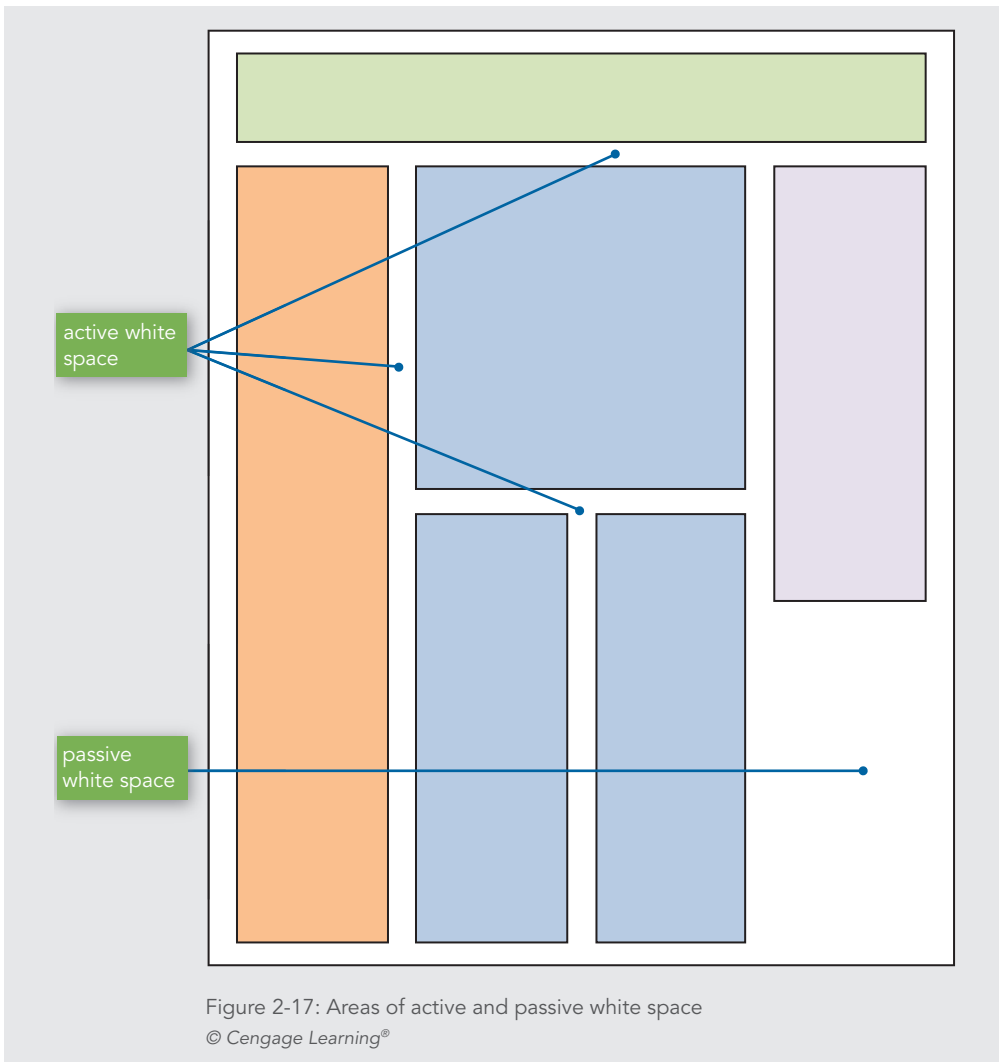 active white
space
passive
white space
Figure 2-17: Areas of active and passive white space
© Cengage Learning®